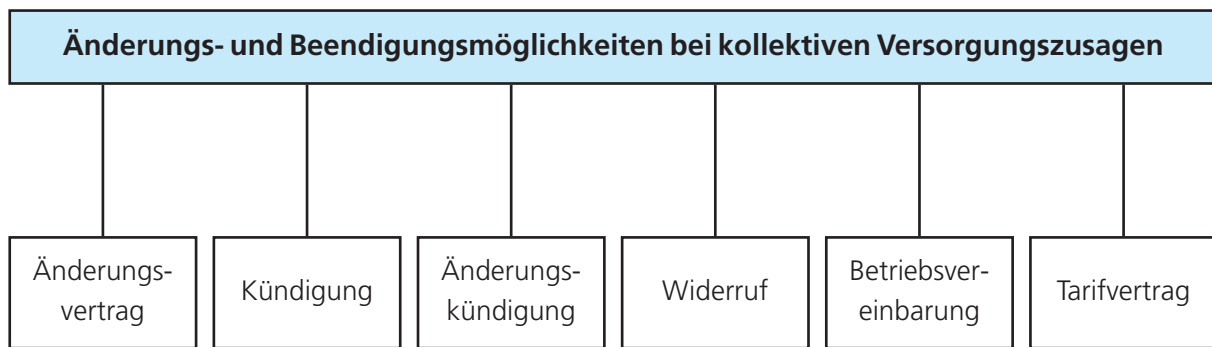 Änderungs- und Beendigungsmöglichkeiten bei kollektiven Versorgungszusagen
Änderungs-
vertrag
Kündigung
Änderungs-
kündigung
Widerruf
Betriebsver-
einbarung
Tarifvertrag